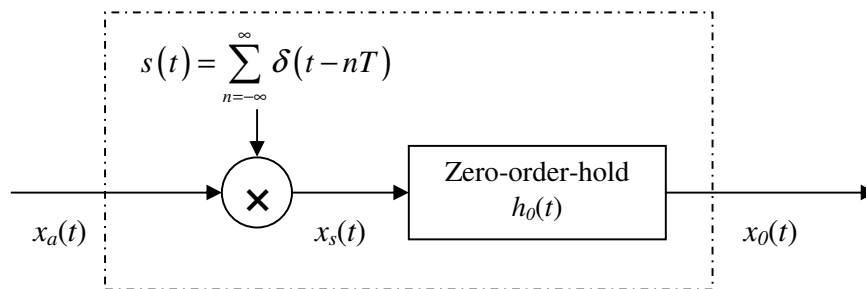 s(t) = ∑_{n=-∞}^{∞} δ(t − nT)
×
Zero-order-hold
h₀(t)
xₐ(t)
xₛ(t)
x₀(t)